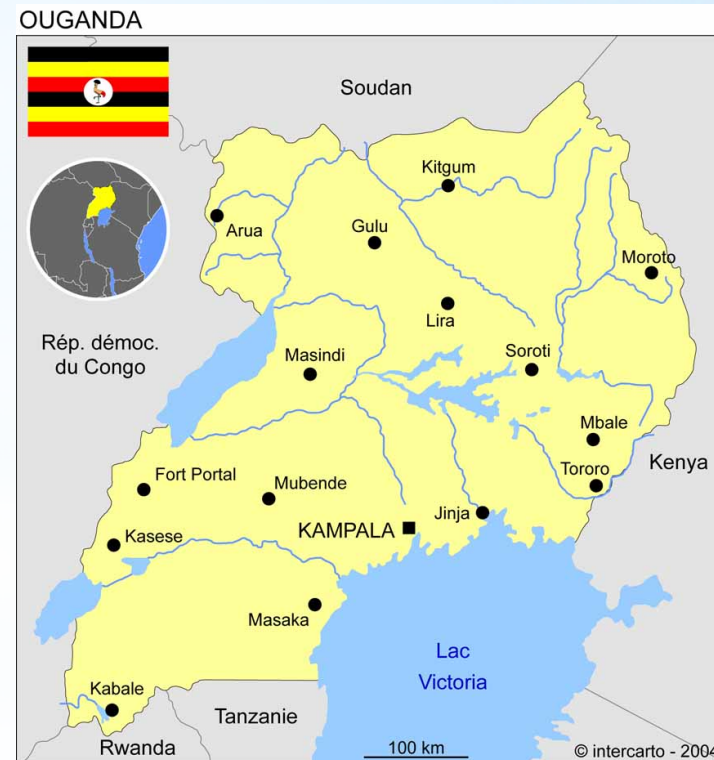 OUGANDA
Soudan
Kitgum
Arua
Gulu
Moroto
Lira
Rép. démoc.
du Congo
Masindi
Soroti
Mbale
Fort Portal
Mubende
Tororo
Kenya
Jinja
KAMPALA
Kasese
Masaka
Lac
Victoria
Kabale
Tanzanie
Rwanda
100 km
© intercarto - 2004